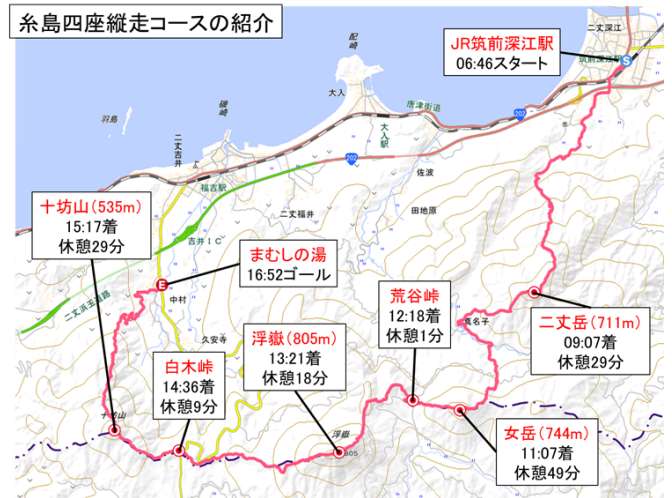 糸島四座縦走コースの紹介
JR筑前深江駅
06:46スタート
二丈深江
筑前深江駅
S
配崎
大入
唐津街道
202
羽島
磯崎
大入駅
二丈吉井
福吉駅
202
佐波
二丈福井
田地原
十坊山(535m)
15:17着
休憩29分
吉井IC
まむしの湯
16:52ゴール
E
中村
二丈浜玉道路
久安寺
荒谷峠
12:18着
休憩1分
真名子
二丈岳(711m)
09:07着
休憩29分
浮嶽(805m)
13:21着
休憩18分
白木峠
14:36着
休憩9分
十坊山
浮嶽
805
女岳(744m)
11:07着
休憩49分